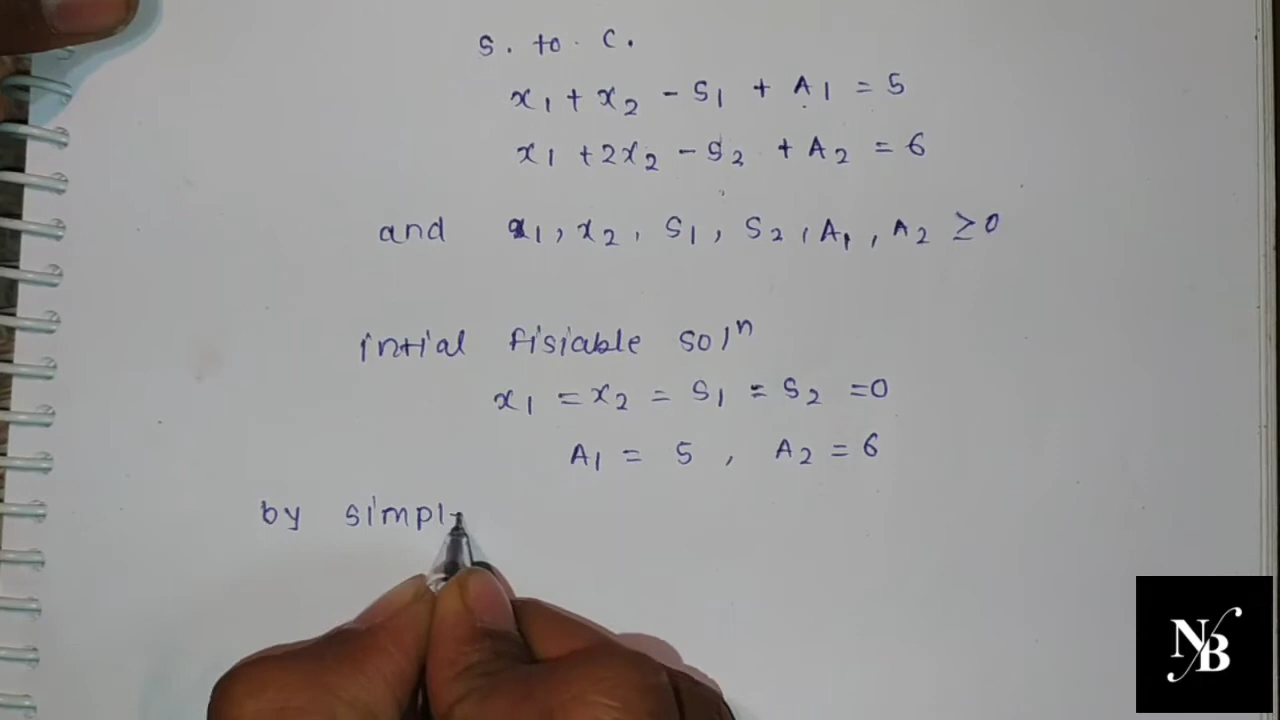 S. to. C.
x1 + x2 - S1 + A1 = 5
x1 + 2x2 - S2 + A2 = 6
and x1, x2, S1, S2, A1, A2 ≥ 0
intial fisiable solⁿ
x1 = x2 = S1 = S2 = 0
A1 = 5, A2 = 6
by simpl
NB